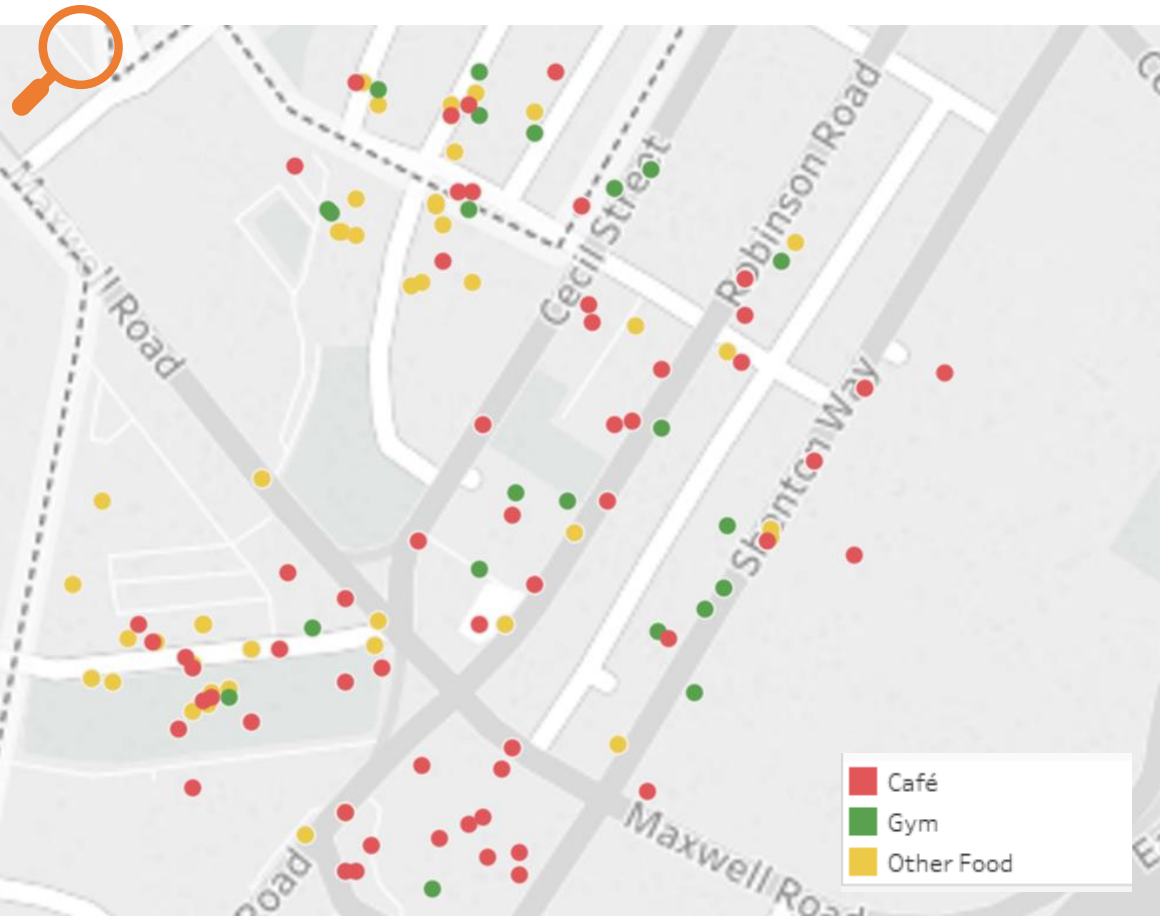 Maxwell Road
Cecil Street
Robinson Road
Shenton Way
Maxwell Road
Road
Café
Gym
Other Food